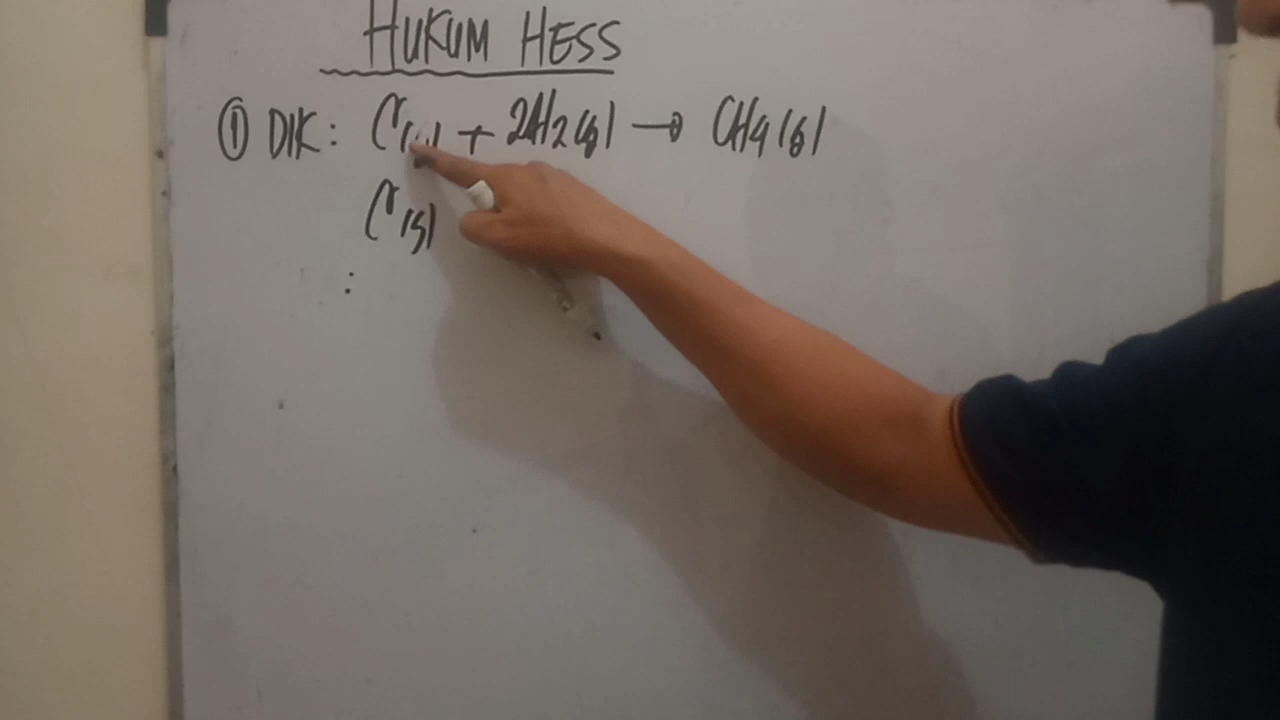 HUKUM HESS
① DIK: C(s) + 2H2(g) → CH4(g)
C(s)
: